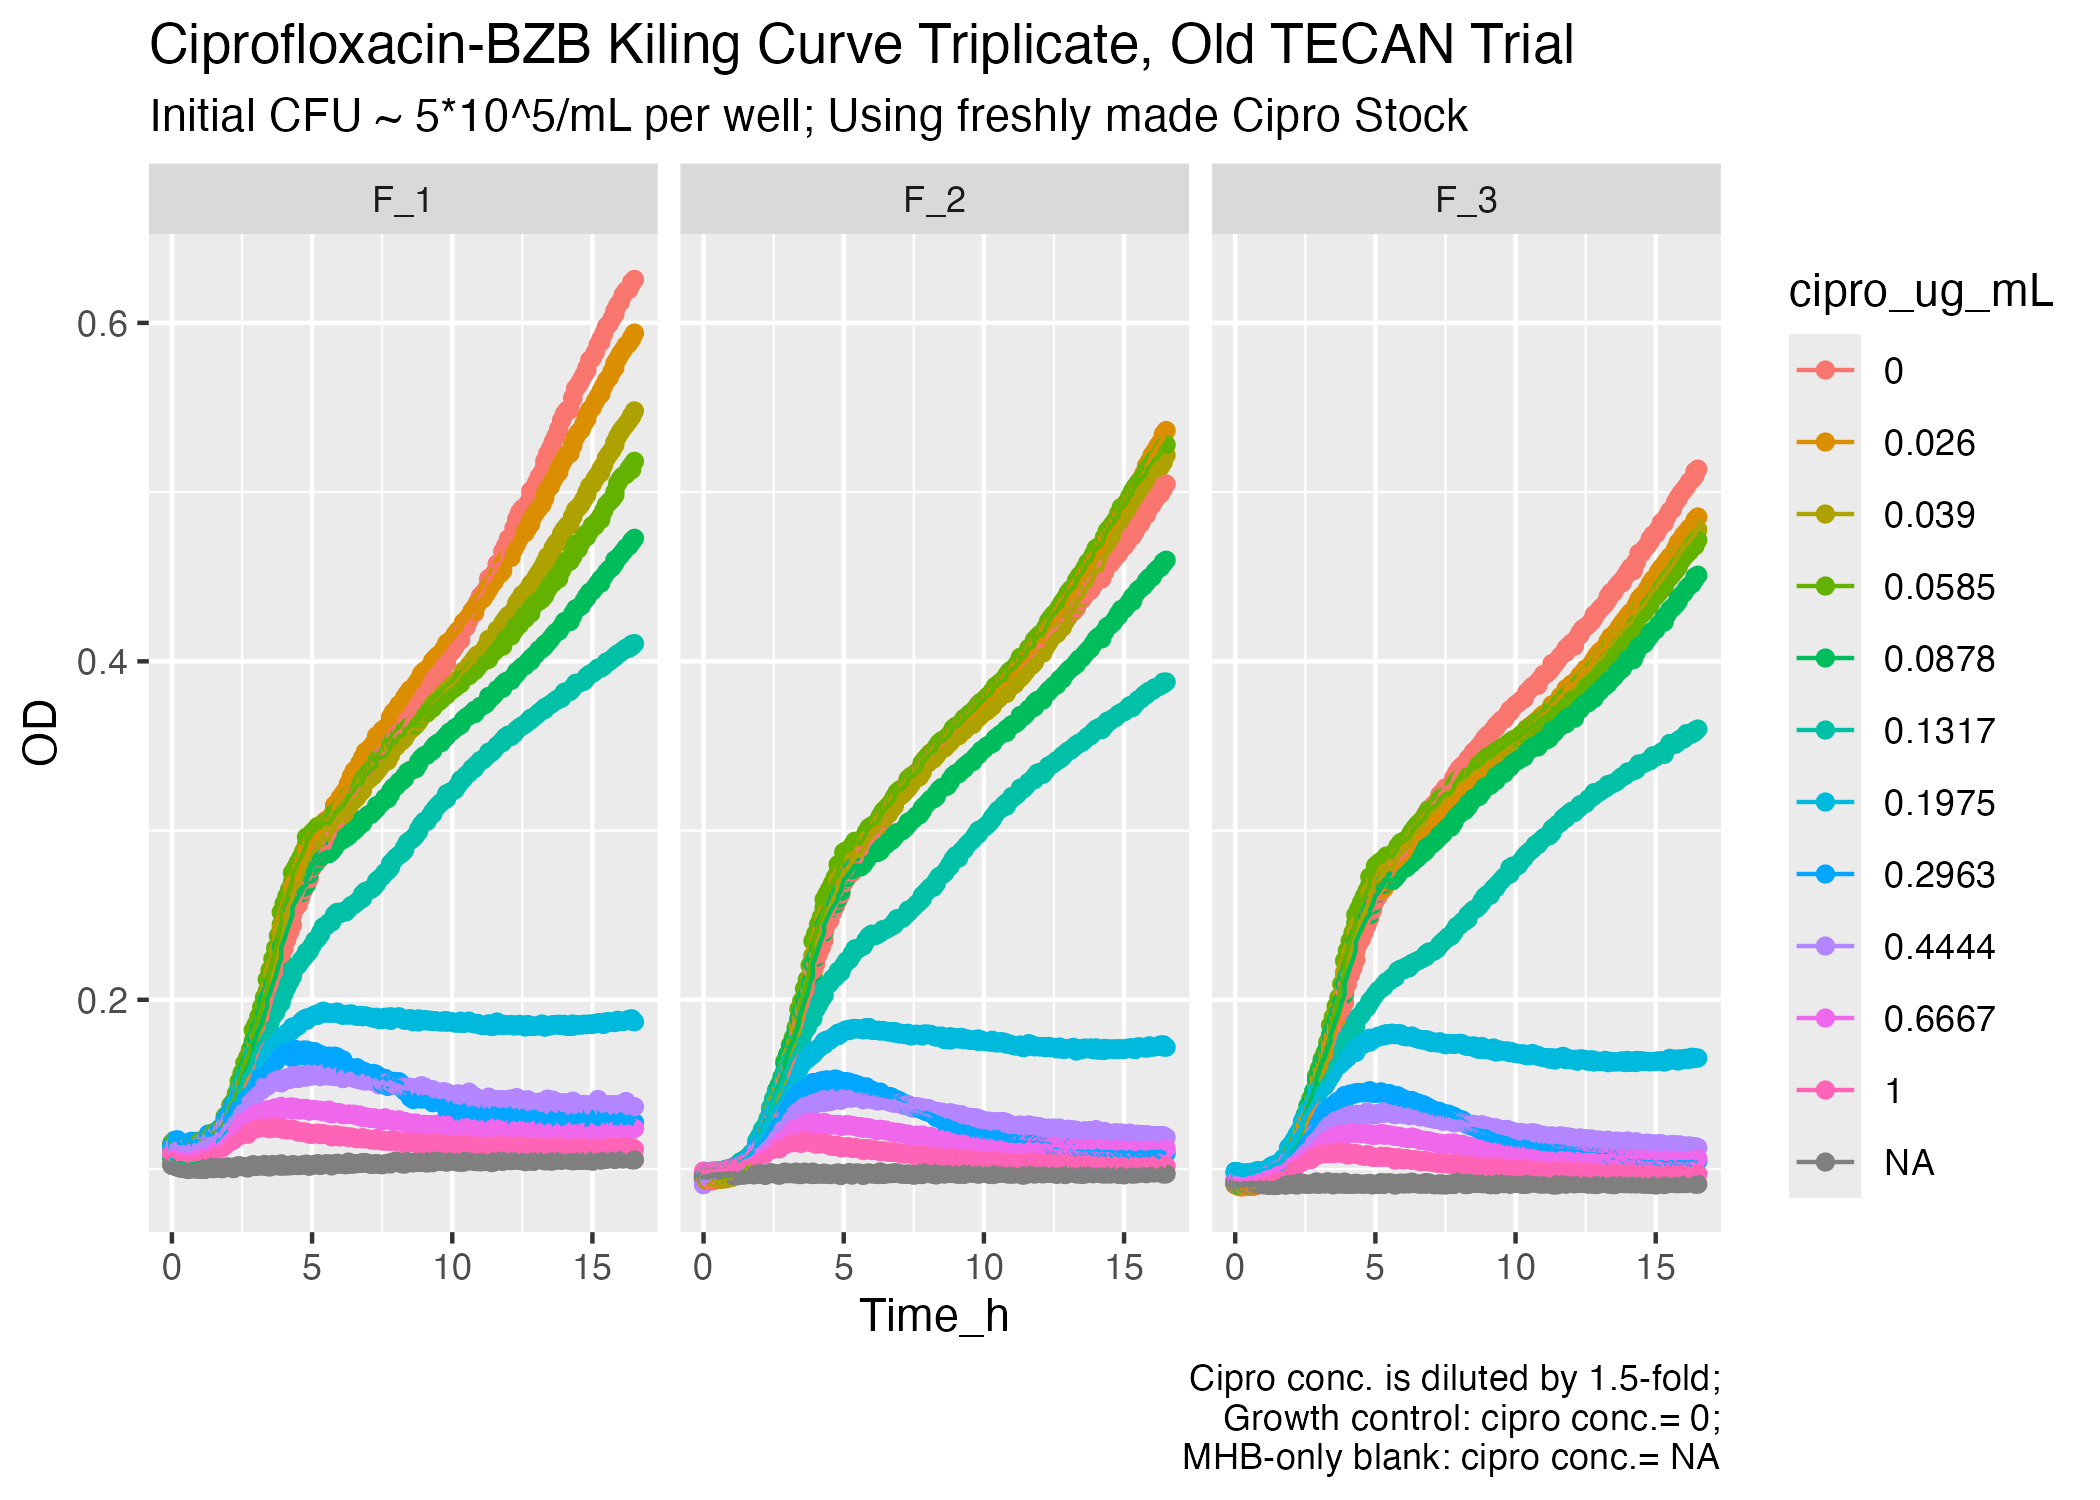 Ciprofloxacin-BZB Kiling Curve Triplicate, Old TECAN Trial
Initial CFU ~ 5*10^5/mL per well; Using freshly made Cipro Stock
F_1
F_2
F_3
0.6
0.4
0.2
OD
0
5
10
15
0
5
10
15
0
5
10
15
Time_h
cipro_ug_mL
0
0.026
0.039
0.0585
0.0878
0.1317
0.1975
0.2963
0.4444
0.6667
1
NA
Cipro conc. is diluted by 1.5-fold;
Growth control: cipro conc.= 0;
MHB-only blank: cipro conc.= NA